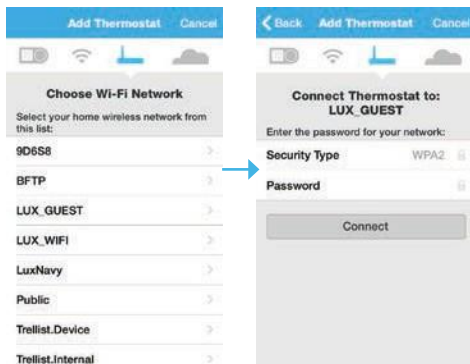 Add Thermostat Cancel
Choose Wi-Fi Network
Select your home wireless network from
this list:
9D6S8
BFTP
LUX_GUEST
LUX_WIFI
LuxNavy
Public
Trellist.Device
Trellist.Internal
Back Add Thermostat Cancel
Connect Thermostat to:
LUX_GUEST
Enter the password for your network:
Security Type WPA2
Password
Connect